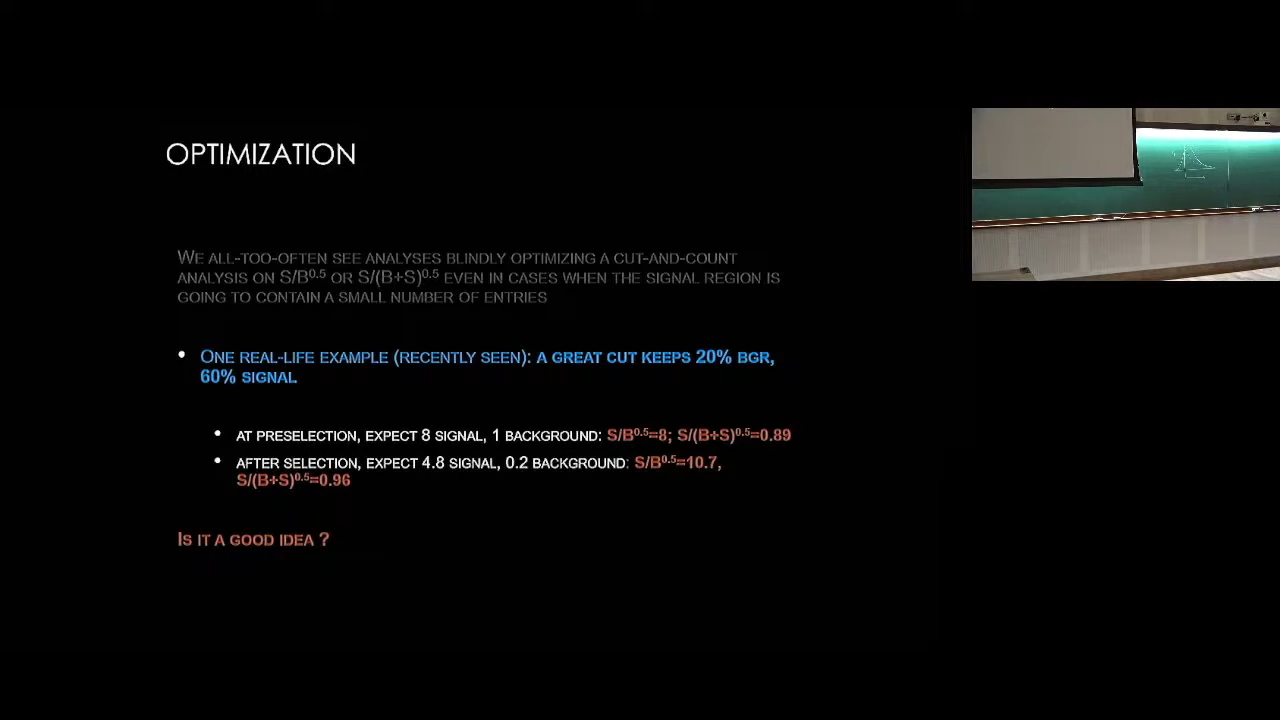 OPTIMIZATION
WE ALL-TOO-OFTEN SEE ANALYSES BLINDLY OPTIMIZING A CUT-AND-COUNT
ANALYSIS ON S/B^0.5 OR S/(B+S)^0.5 EVEN IN CASES WHEN THE SIGNAL REGION IS
GOING TO CONTAIN A SMALL NUMBER OF ENTRIES
• ONE REAL-LIFE EXAMPLE (RECENTLY SEEN): A GREAT CUT KEEPS 20% BGR,
60% SIGNAL
• AT PRESELECTION, EXPECT 8 SIGNAL, 1 BACKGROUND: S/B^0.5=8; S/(B+S)^0.5=0.89
• AFTER SELECTION, EXPECT 4.8 SIGNAL, 0.2 BACKGROUND: S/B^0.5=10.7,
S/(B+S)^0.5=0.96
IS IT A GOOD IDEA ?